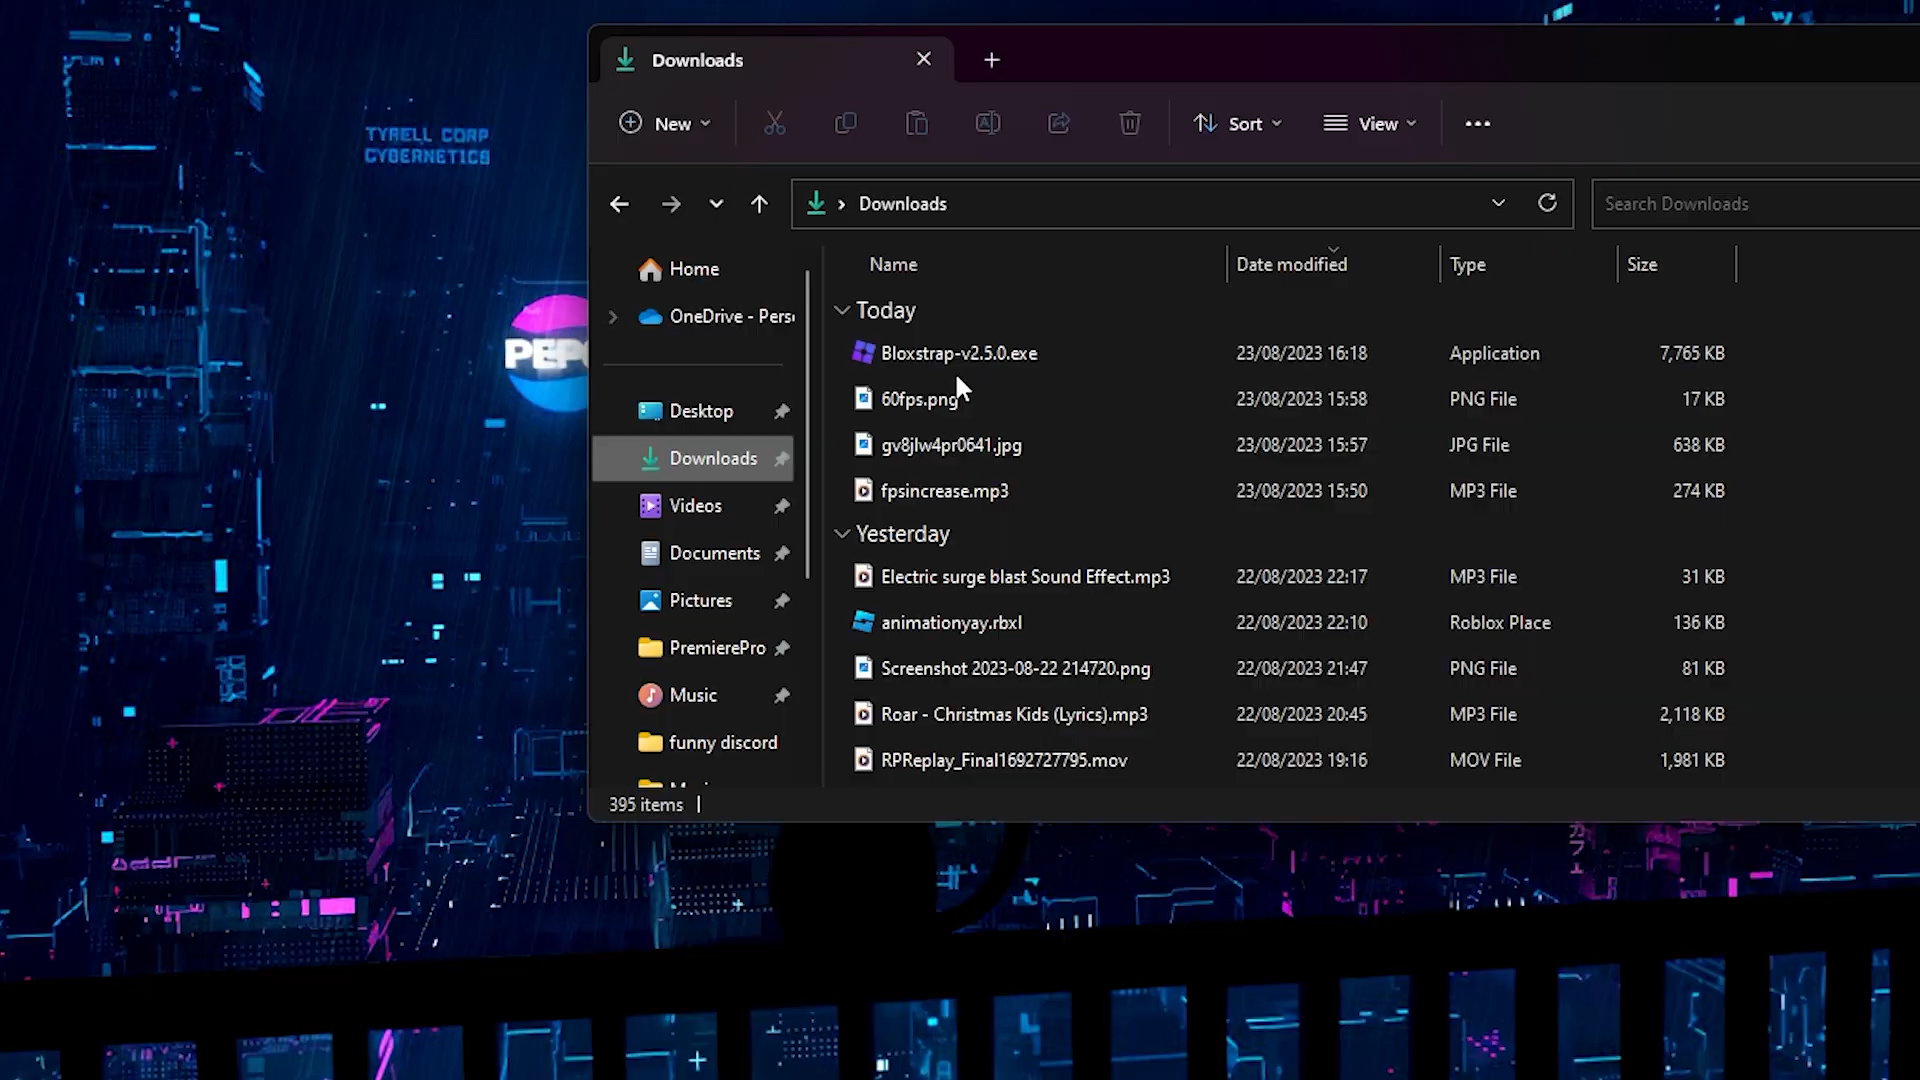 TYRELL CORP
CYBERNETICS
Downloads
New
Sort
View
Downloads
Search Downloads
Home
OneDrive - Pers
Desktop
Downloads
Videos
Documents
Pictures
PremierePro
Music
funny discord
Name Date modified Type Size
Today
Bloxstrap-v2.5.0.exe 23/08/2023 16:18 Application 7,765 KB
60fps.png 23/08/2023 15:58 PNG File 17 KB
gv8jlw4pr0641.jpg 23/08/2023 15:57 JPG File 638 KB
fpsincrease.mp3 23/08/2023 15:50 MP3 File 274 KB
Yesterday
Electric surge blast Sound Effect.mp3 22/08/2023 22:17 MP3 File 31 KB
animationyay.rbxl 22/08/2023 22:10 Roblox Place 136 KB
Screenshot 2023-08-22 214720.png 22/08/2023 21:47 PNG File 81 KB
Roar - Christmas Kids (Lyrics).mp3 22/08/2023 20:45 MP3 File 2,118 KB
RPReplay_Final1692727795.mov 22/08/2023 19:16 MOV File 1,981 KB
395 items